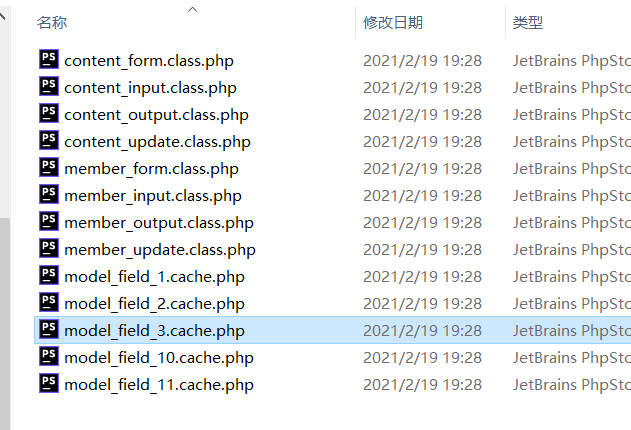 名称 修改日期 类型
PS content_form.class.php 2021/2/19 19:28 JetBrains PhpSto
PS content_input.class.php 2021/2/19 19:28 JetBrains PhpSto
PS content_output.class.php 2021/2/19 19:28 JetBrains PhpSto
PS content_update.class.php 2021/2/19 19:28 JetBrains PhpSto
PS member_form.class.php 2021/2/19 19:28 JetBrains PhpSto
PS member_input.class.php 2021/2/19 19:28 JetBrains PhpSto
PS member_output.class.php 2021/2/19 19:28 JetBrains PhpSto
PS member_update.class.php 2021/2/19 19:28 JetBrains PhpSto
PS model_field_1.cache.php 2021/2/19 19:28 JetBrains PhpSto
PS model_field_2.cache.php 2021/2/19 19:28 JetBrains PhpSto
PS model_field_3.cache.php 2021/2/19 19:28 JetBrains PhpSto
PS model_field_10.cache.php 2021/2/19 19:28 JetBrains PhpSto
PS model_field_11.cache.php 2021/2/19 19:28 JetBrains PhpSto